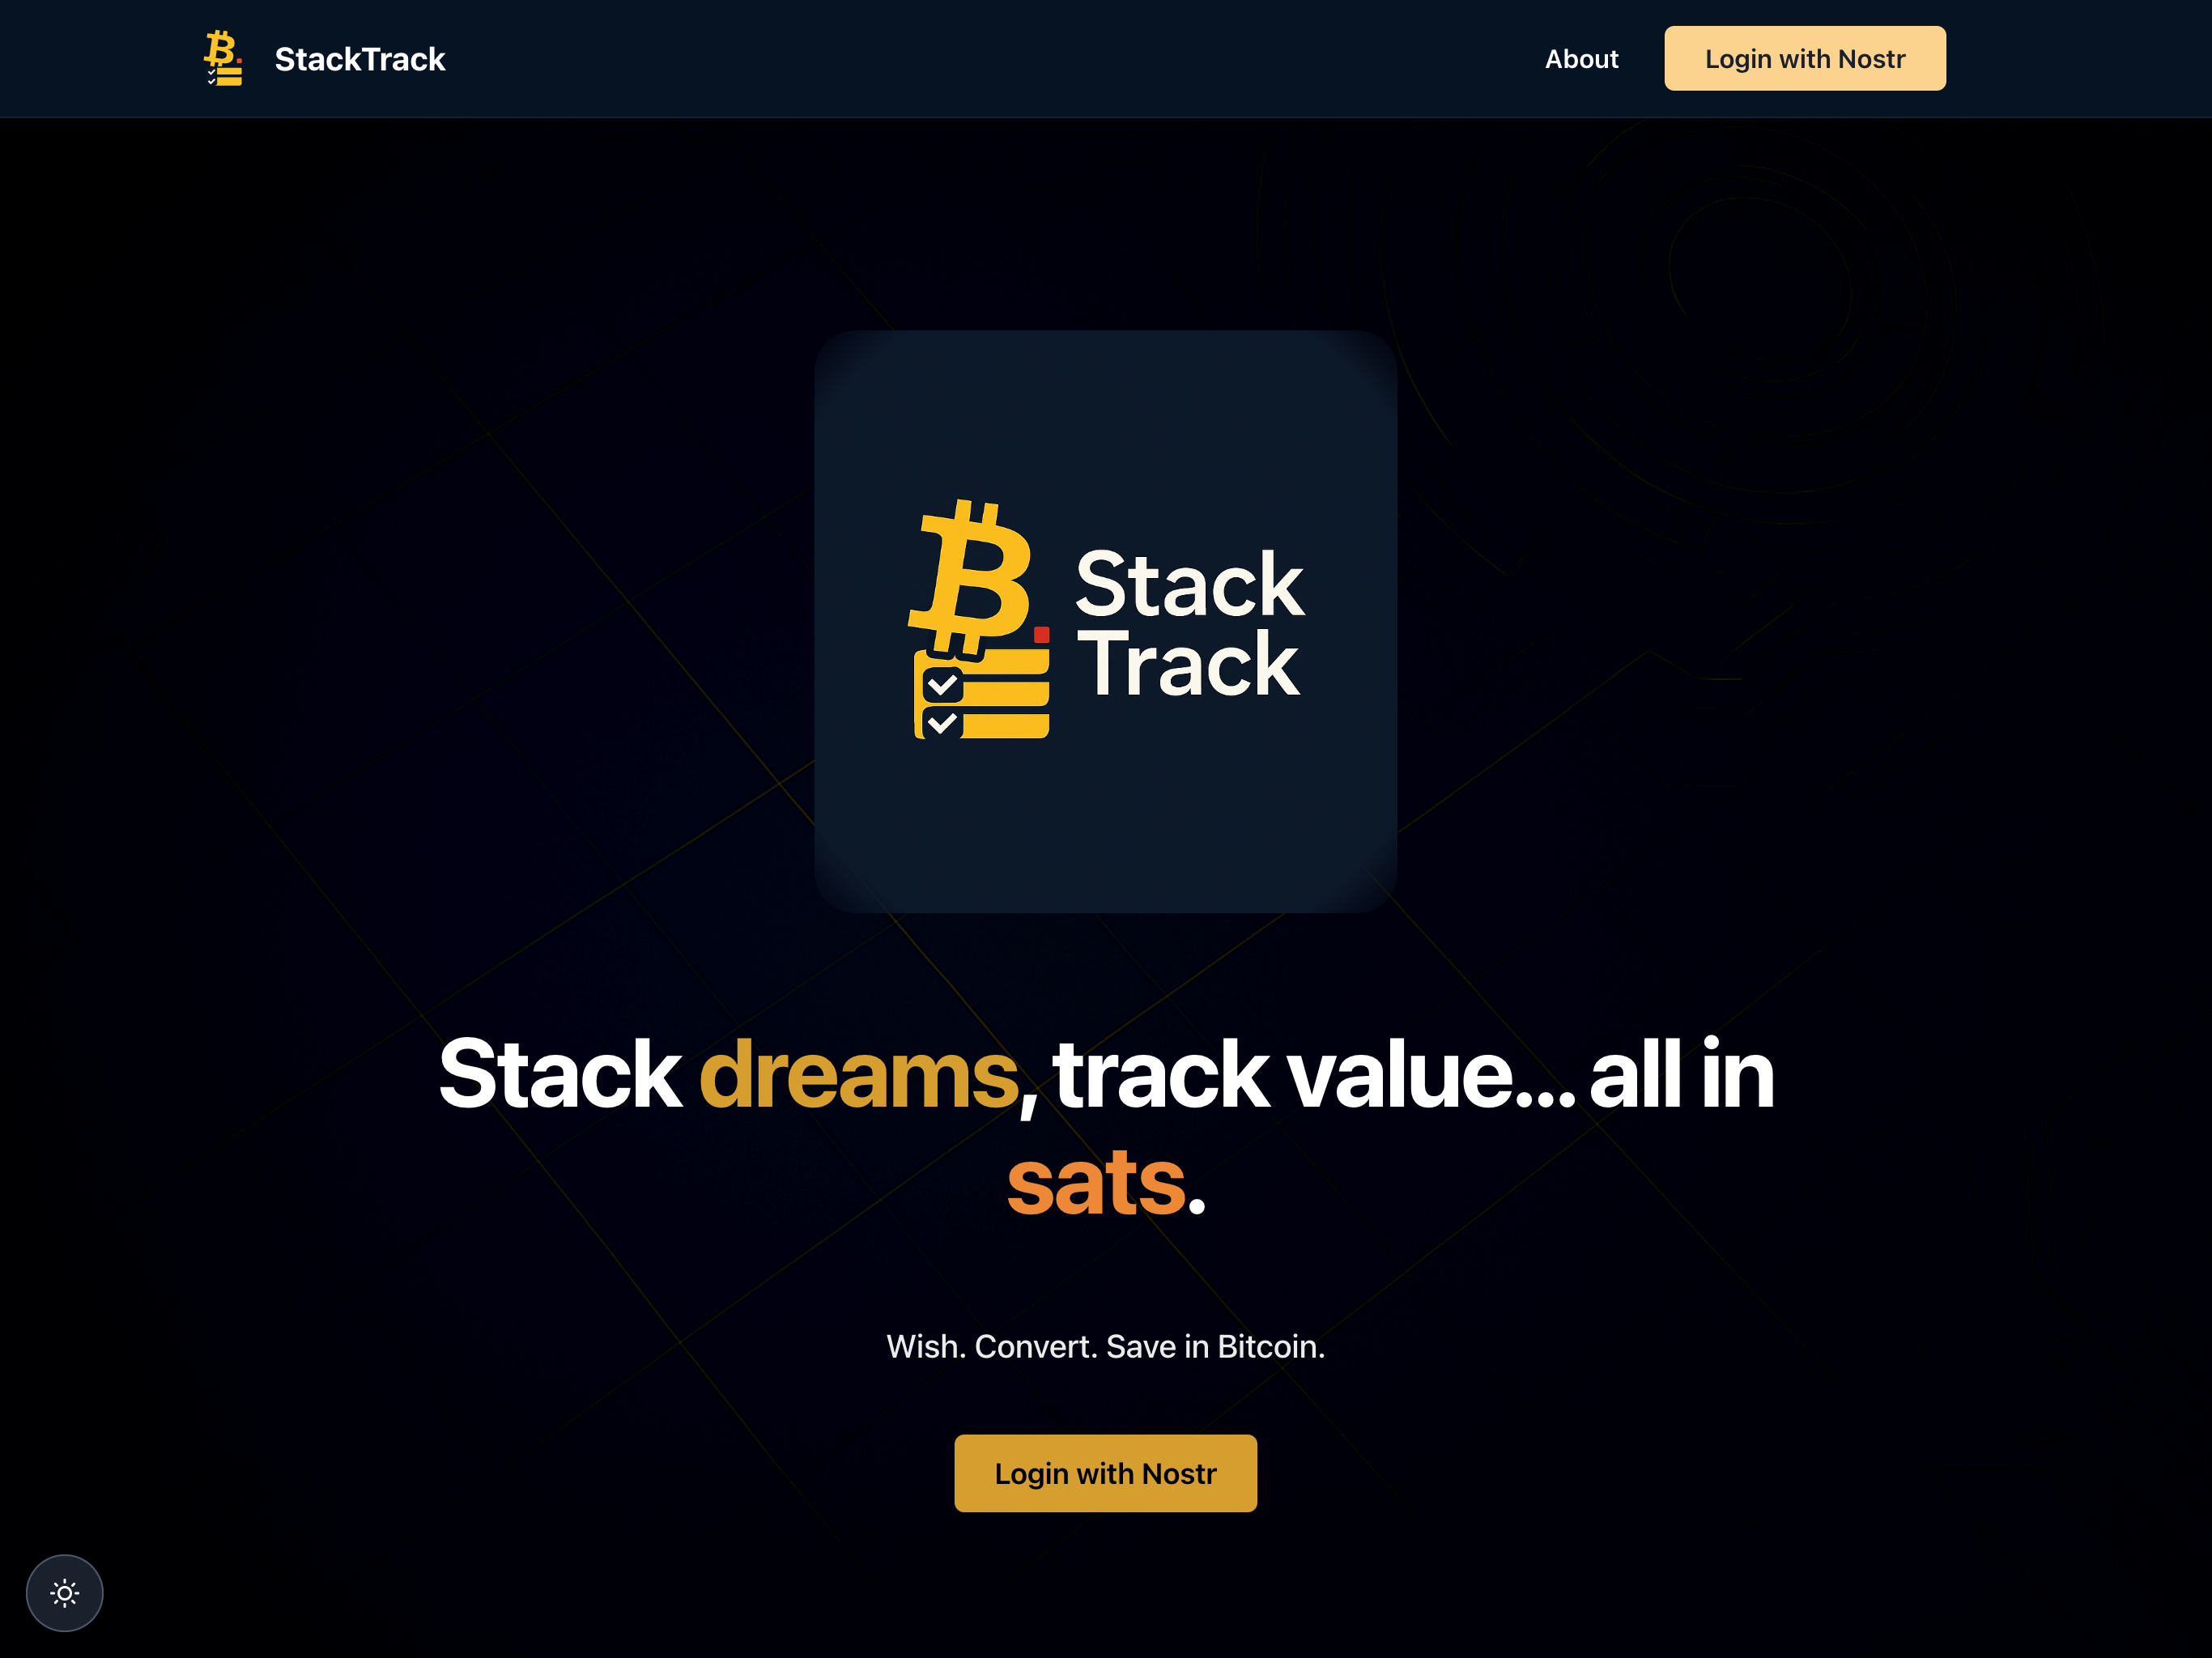 StackTrack
About
Login with Nostr
Stack
Track
Stack dreams, track value... all in
sats.
Wish. Convert. Save in Bitcoin.
Login with Nostr